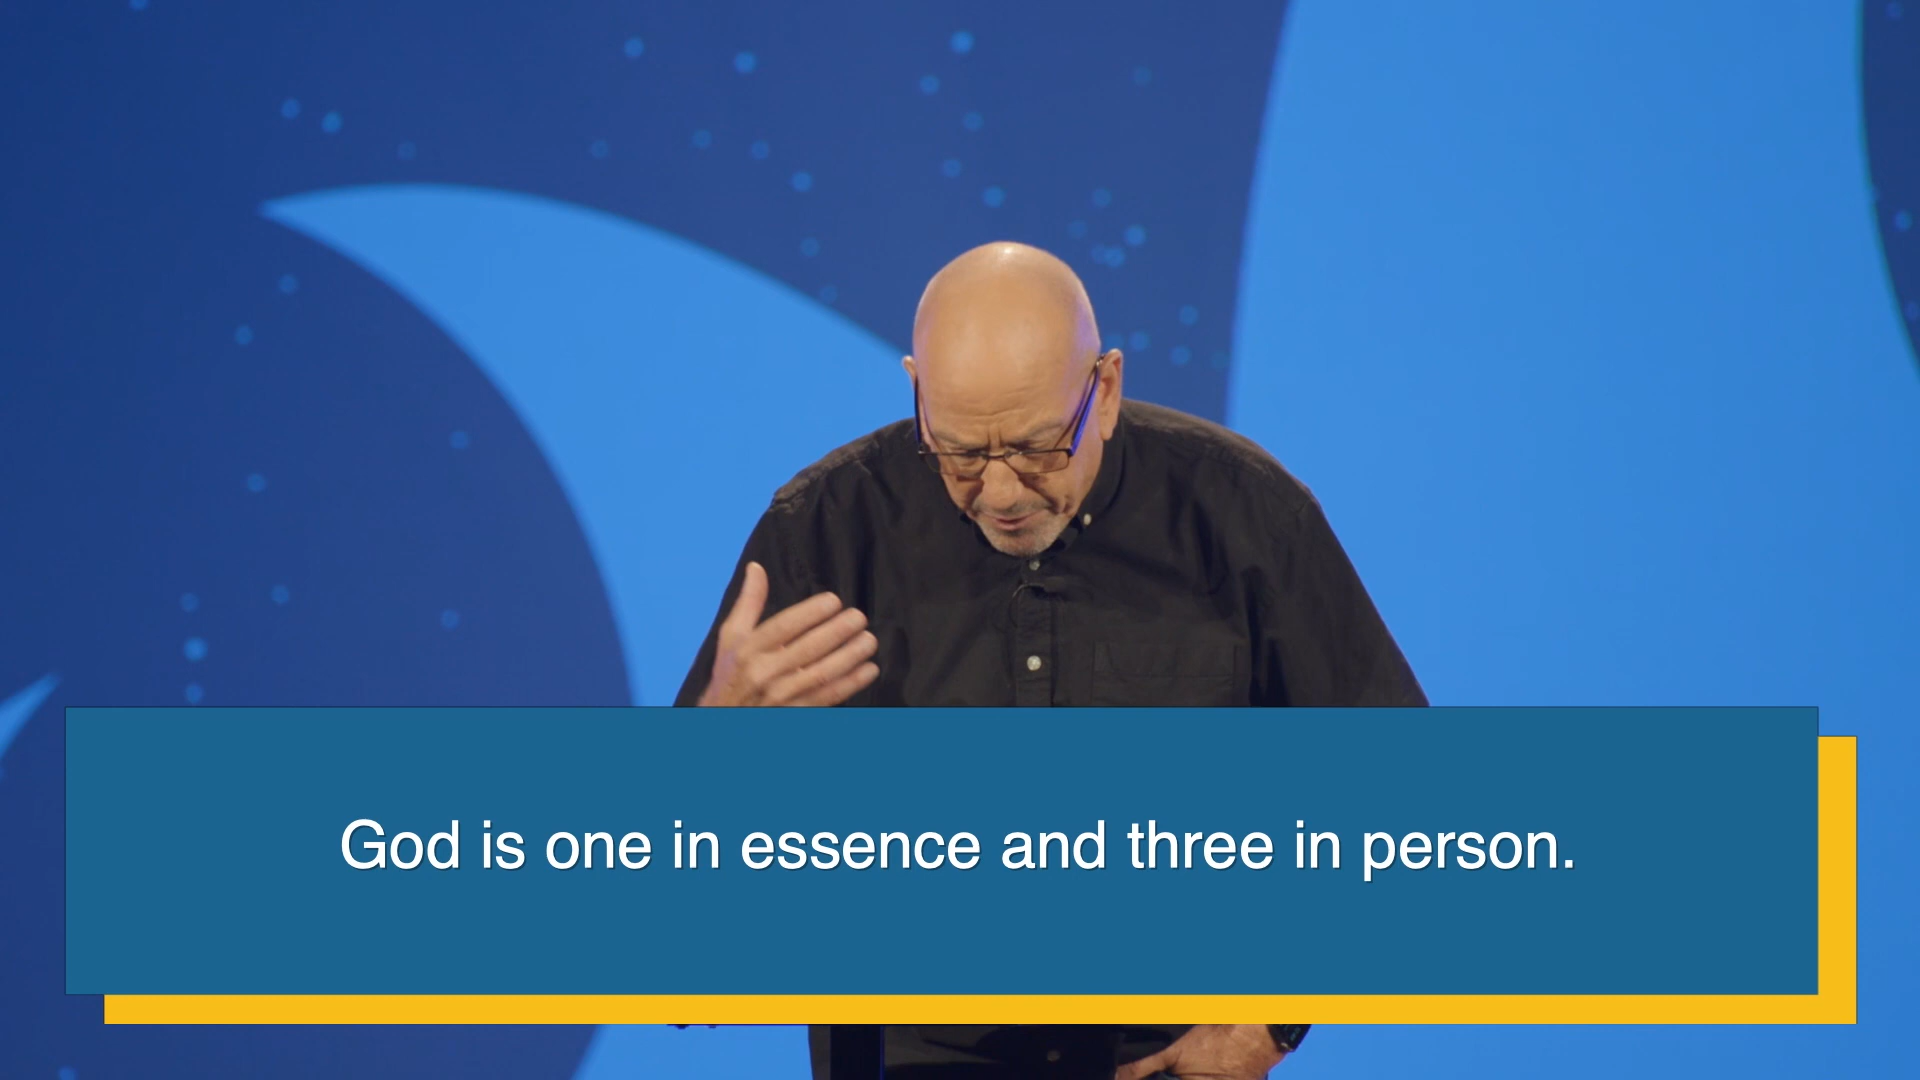 God is one in essence and three in person.